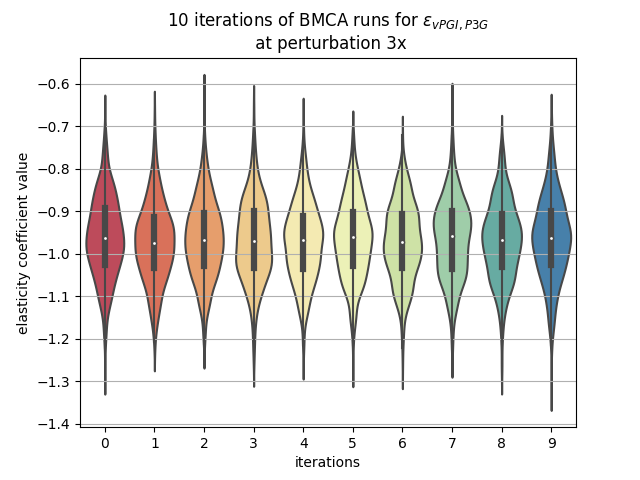 10 iterations of BMCA runs for ε_{vPGI, P3G}
at perturbation 3x
elasticity coefficient value
−0.6
−0.7
−0.8
−0.9
−1.0
−1.1
−1.2
−1.3
−1.4
0 1 2 3 4 5 6 7 8 9
iterations